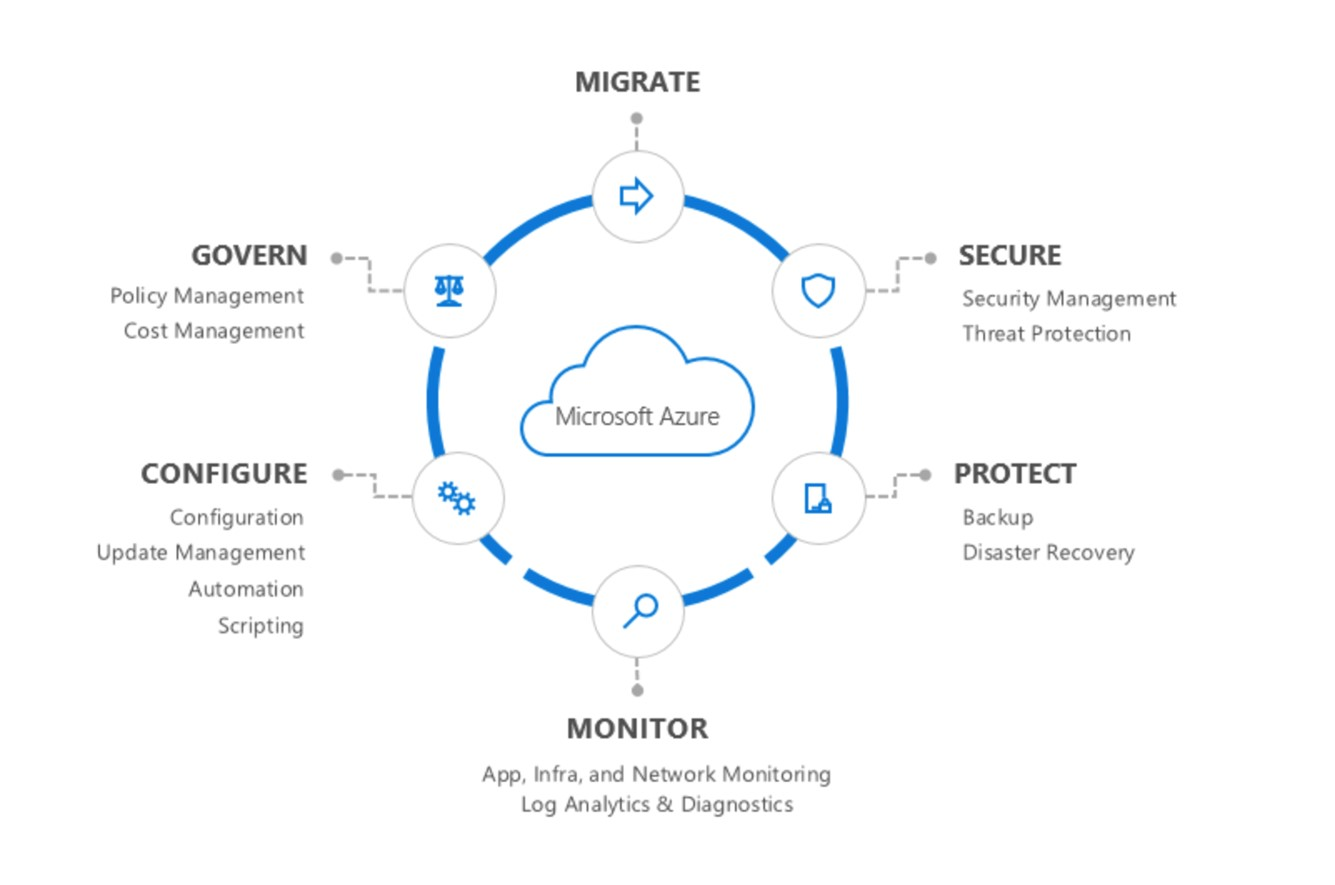 MIGRATE
GOVERN
Policy Management
Cost Management
SECURE
Security Management
Threat Protection
Microsoft Azure
CONFIGURE
Configuration
Update Management
Automation
Scripting
PROTECT
Backup
Disaster Recovery
MONITOR
App, Infra, and Network Monitoring
Log Analytics & Diagnostics